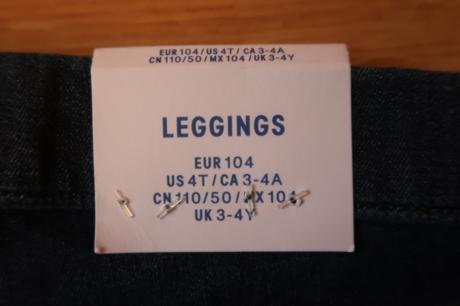 EUR 104 / US 4T / CA 3-4A
CN 110/50 / MX 104 / UK 3-4Y
LEGGINGS
EUR 104
US 4T / CA 3-4A
CN 110/50 / MX 104
UK 3-4Y